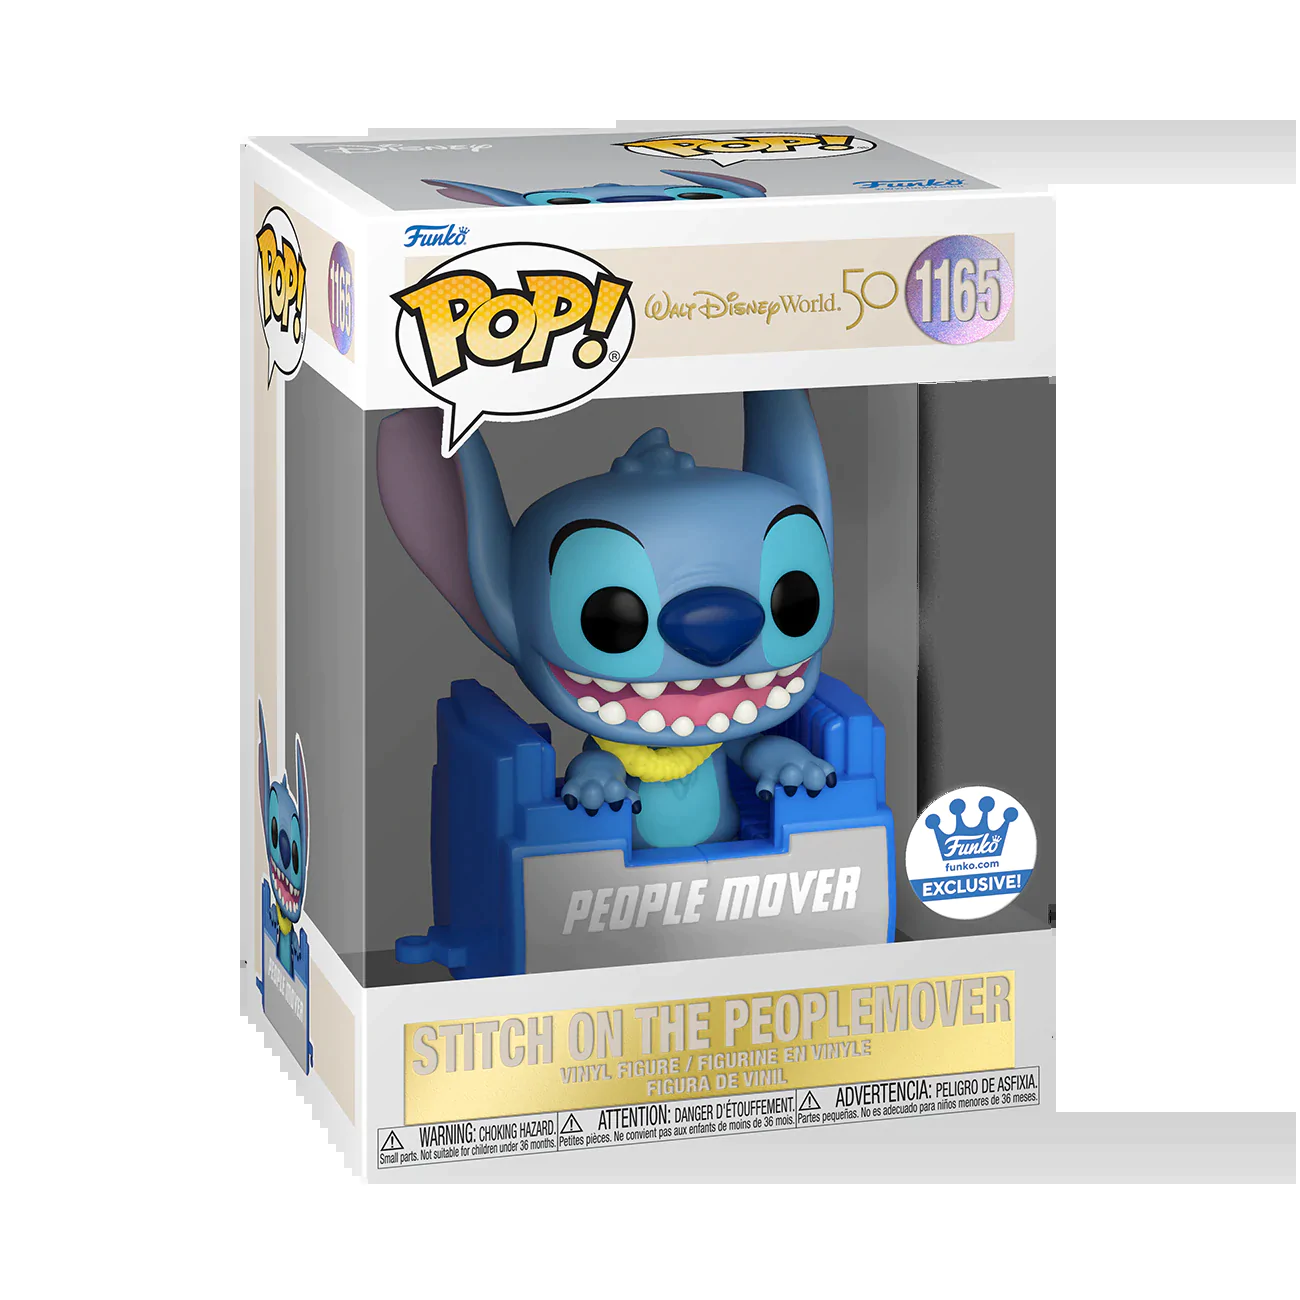 Disney
POP!
Funko
Funko
POP!
1165
POP!®
WALT DISNEY World. 50
1165
PEOPLE MOVER
Funko
funko.com
EXCLUSIVE!
PEOPLE MOVER
STITCH ON THE PEOPLEMOVER
VINYL FIGURE / FIGURINE EN VINYLE
FIGURA DE VINIL
WARNING: CHOKING HAZARD.
Small parts. Not suitable for children under 36 months.
ATTENTION: DANGER D'ÉTOUFFEMENT.
Petites pièces. Ne convient pas aux enfants de moins de 36 mois.
ADVERTENCIA: PELIGRO DE ASFIXIA.
Partes pequeñas. No es adecuado para niños menores de 36 meses.